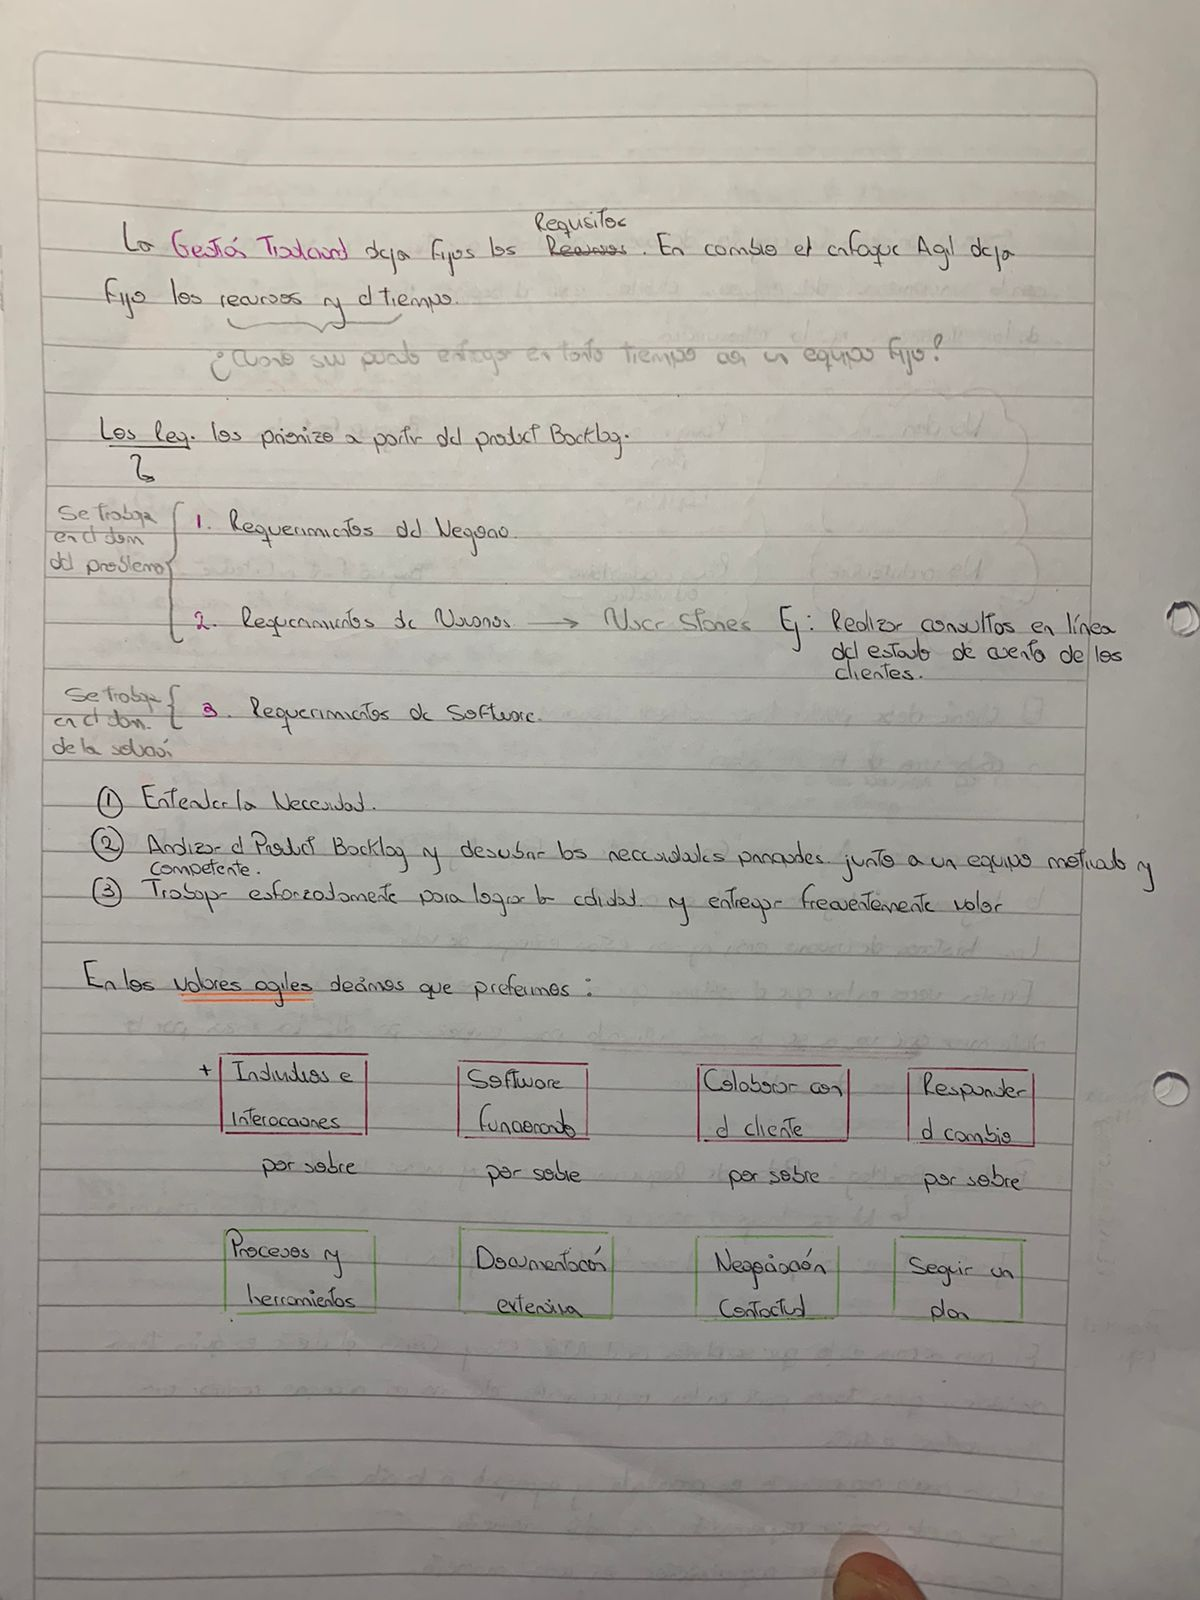 Requisitos
La Gestión Tradicional deja fijos los Recursos. En cambio el enfoque Agil deja
fijo los recursos y el tiempo.
¿Cuanto sw puedo entregar en tanto tiempo con un equipo fijo?
Los Req. los priorizo a partir del product Backlog.
Se trabaja
en el dom
del problema
1. Requerimientos del Negocio.
2. Requerimientos de Usuarios → User Stories Ej: Realizar consultas en línea
del estado de cuenta de los
clientes.
Se trabaja
en el dom.
de la solución
3. Requerimientos de Software.
① Entender la Necesidad.
② Analizar el Product Backlog y descubrir las necesidades principales junto a un equipo motivado y
competente.
③ Trabajar esforzadamente para lograr la calidad y entregar frecuentemente valor
En los valores agiles decimos que preferimos:
+ Individuos e Software Colaborar con Responder
interacciones funcionando el cliente al cambio
por sobre por sobre por sobre por sobre
Procesos y Documentación Negociación Seguir un
herramientas extensiva Contractual plan